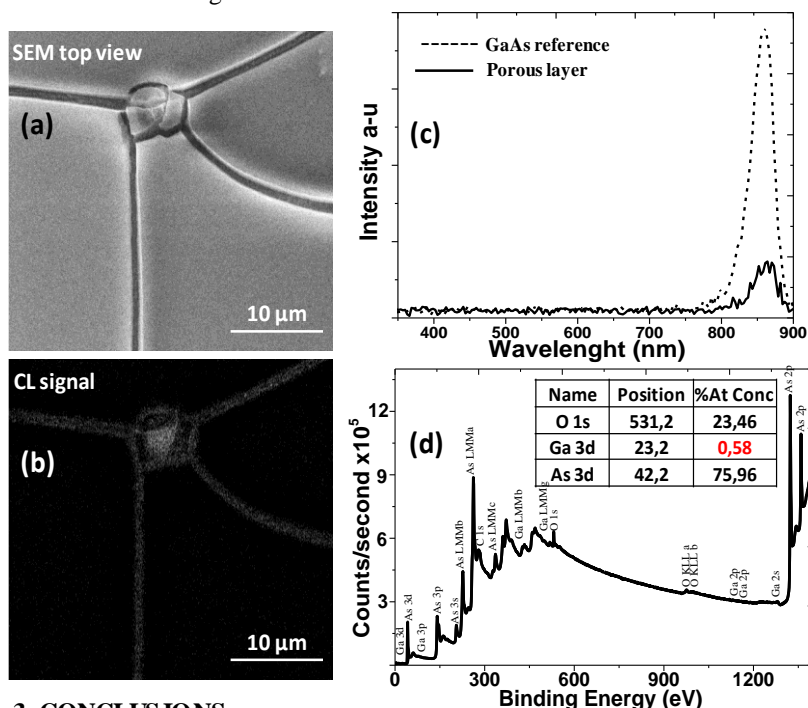 SEM top view
(a)
10 µm
CL signal
(b)
10 µm
GaAs reference
Porous layer
(c)
Intensity a-u
400 500 600 700 800 900
Wavelenght (nm)
(d)
Name Position %At Conc
O 1s 531,2 23,46
Ga 3d 23,2 0,58
As 3d 42,2 75,96
Counts/second x10⁵
12
9
6
3
Ga 3d
As 3d
Ga 3p
As 3p
As 3s
As LMMb
As LMMa
C 1s
As LMMc
Ga LMMb
Ga LMMg
O 1s
O KLL a
O KLL b
Ga 2p
Ga 2p
Ga 2s
As 2p
As 2p
0 300 600 900 1200
Binding Energy (eV)
3. CONCLUSIONS